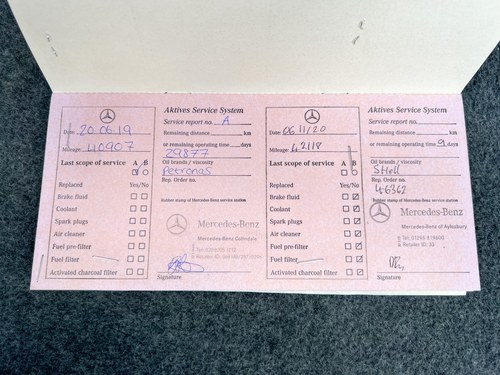 Aktives Service System
Service report no. A
Date 20.06.19
Remaining distance km
Mileage 40907
or remaining operating time days
29877
Last scope of service A B
Oil brands / viscosity
Petronas
Replaced Yes/No
Rep. Order no.
Brake fluid
Coolant
Rubber stamp of Mercedes-Benz service outlet
Spark plugs
Mercedes-Benz
Air cleaner
Fuel pre-filter
Fuel filter
Activated charcoal filter
Signature
Aktives Service System
Service report no.
Date 06/11/20
Remaining distance km
Mileage 42118
or remaining operating time 9 days
Last scope of service A B
Oil brands / viscosity
SHell
Replaced Yes/No
Rep. Order no.
46362
Brake fluid
Coolant
Rubber stamp of Mercedes-Benz service outlet
Spark plugs
Mercedes-Benz
Air cleaner
Mercedes-Benz of Aylesbury
Fuel pre-filter
Fuel filter
Activated charcoal filter
Signature